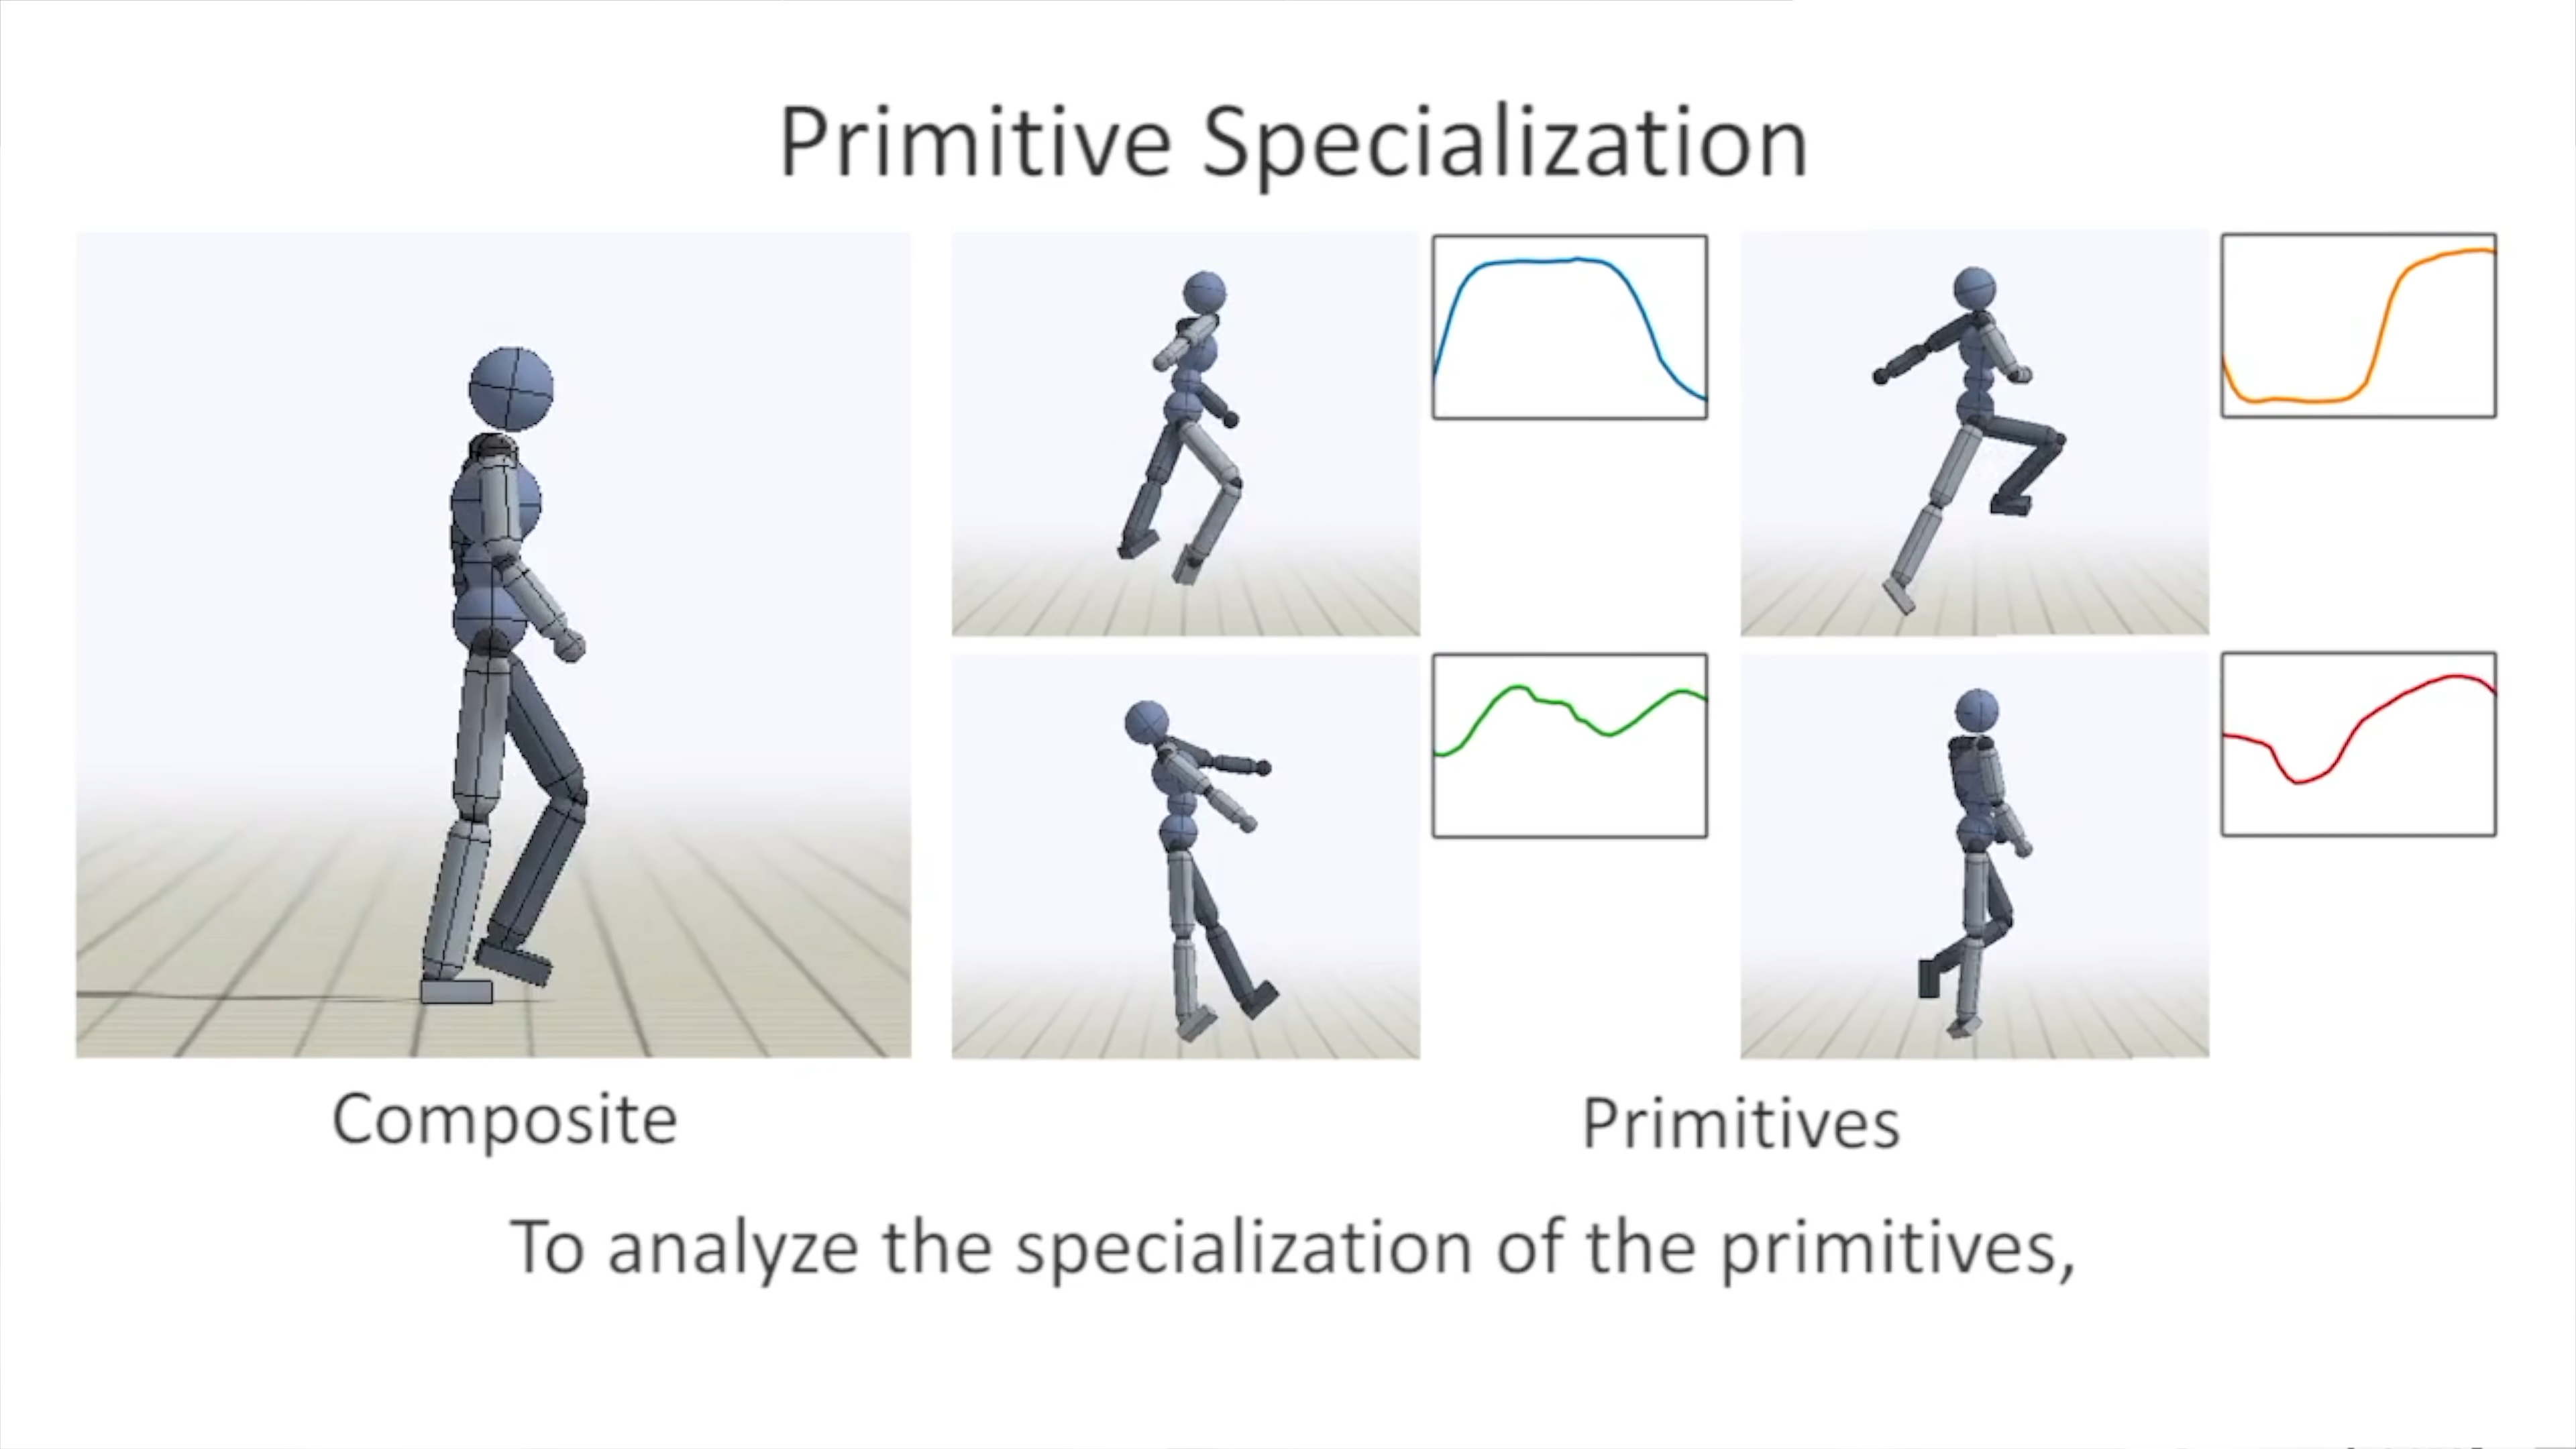 Primitive Specialization
Composite
Primitives
To analyze the specialization of the primitives,